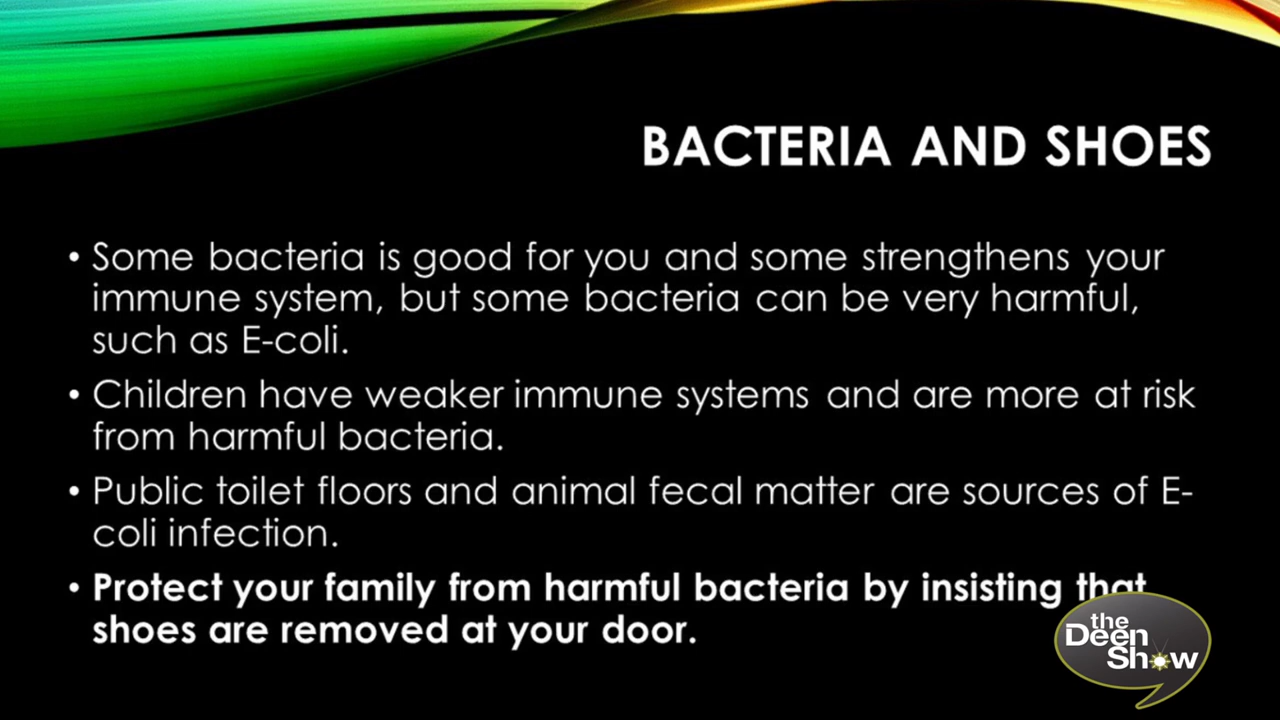 BACTERIA AND SHOES
• Some bacteria is good for you and some strengthens your
immune system, but some bacteria can be very harmful,
such as E-coli.
• Children have weaker immune systems and are more at risk
from harmful bacteria.
• Public toilet floors and animal fecal matter are sources of E-
coli infection.
• Protect your family from harmful bacteria by insisting that
shoes are removed at your door.
the
Deen
Show